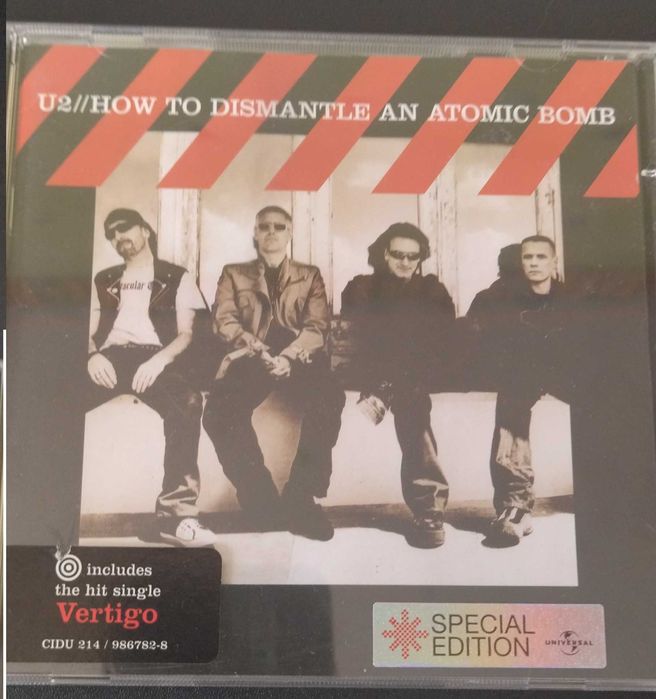 U2//HOW TO DISMANTLE AN ATOMIC BOMB
includes
the hit single
Vertigo
CIDU 214 / 986782-8
SPECIAL
EDITION
UNIVERSAL